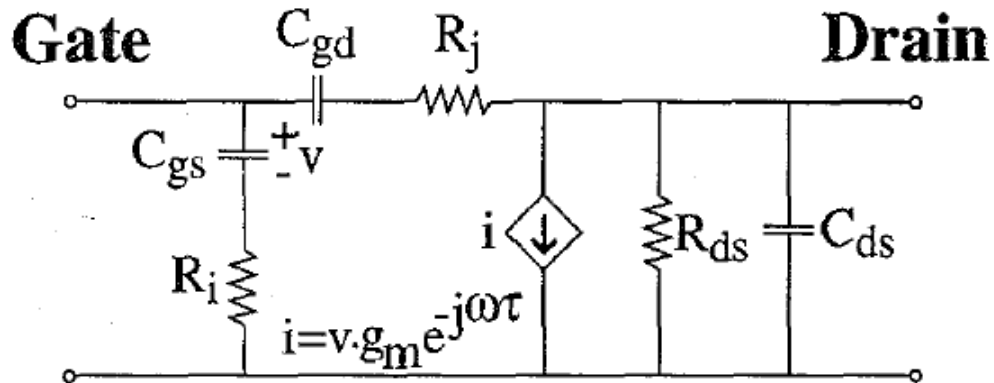 Gate
C_gd
R_j
Drain
C_gs
+
-
v
R_i
i
R_ds
C_ds
i=v.g_m e^-jωτ